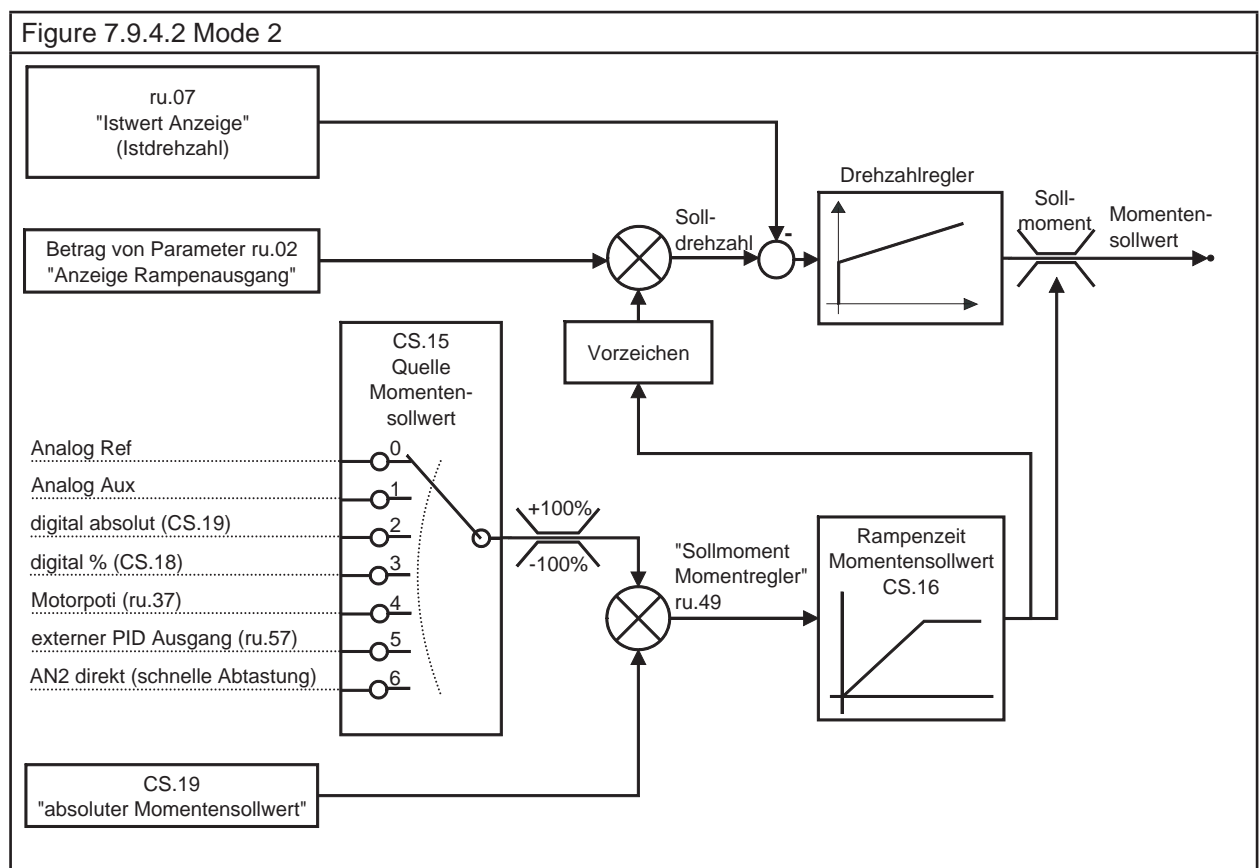 Figure 7.9.4.2 Mode 2
ru.07
"Istwert Anzeige"
(Istdrehzahl)
Betrag von Parameter ru.02
"Anzeige Rampenausgang"
Soll-
drehzahl
-
Drehzahlregler
Soll-
moment
Momenten-
sollwert
Vorzeichen
CS.15
Quelle
Momenten-
sollwert
Analog Ref
0
Analog Aux
1
digital absolut (CS.19)
2
digital % (CS.18)
3
Motorpoti (ru.37)
4
externer PID Ausgang (ru.57)
5
AN2 direkt (schnelle Abtastung)
6
+100%
-100%
"Sollmoment
Momentregler"
ru.49
Rampenzeit
Momentensollwert
CS.16
CS.19
"absoluter Momentensollwert"